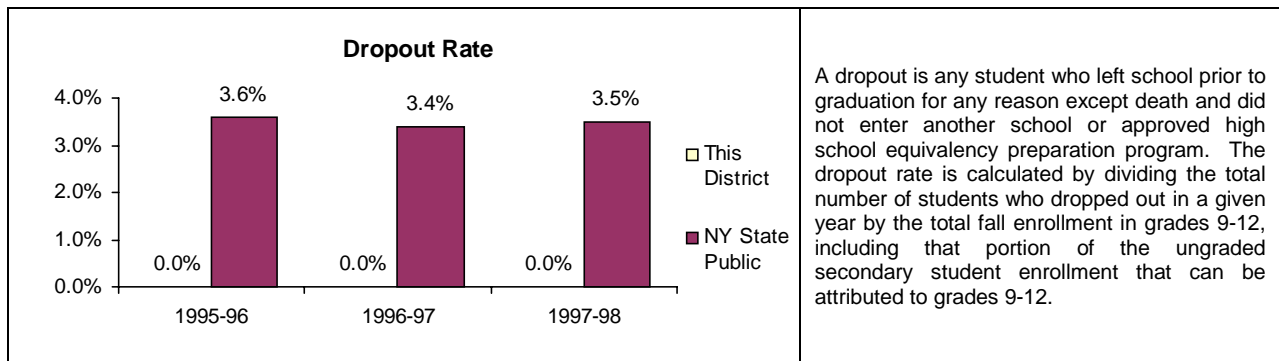 Dropout Rate
4.0%
3.0%
2.0%
1.0%
0.0%
3.6%
3.4%
3.5%
0.0%
0.0%
0.0%
1995-96
1996-97
1997-98
This
District
NY State
Public
A dropout is any student who left school prior to
graduation for any reason except death and did
not enter another school or approved high
school equivalency preparation program. The
dropout rate is calculated by dividing the total
number of students who dropped out in a given
year by the total fall enrollment in grades 9-12,
including that portion of the ungraded
secondary student enrollment that can be
attributed to grades 9-12.